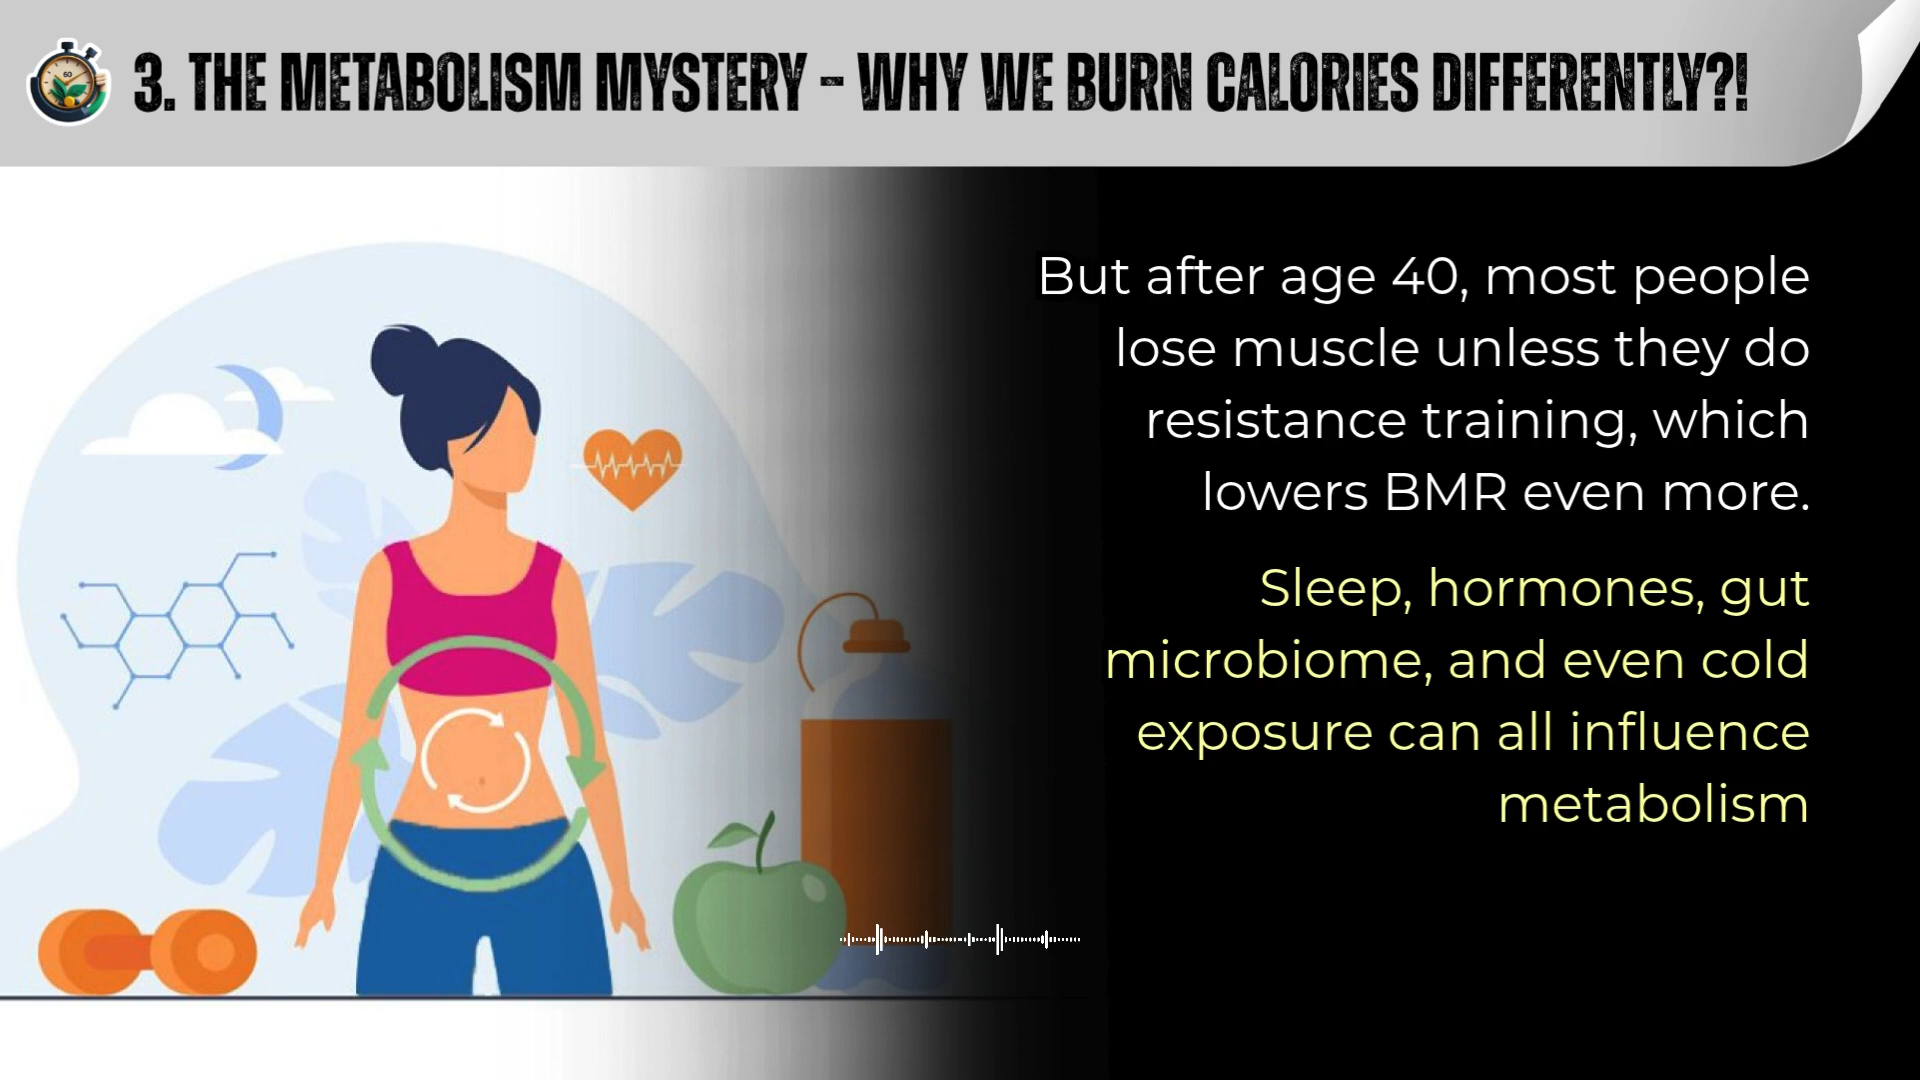 3. THE METABOLISM MYSTERY - WHY WE BURN CALORIES DIFFERENTLY?!
60
But after age 40, most people
lose muscle unless they do
resistance training, which
lowers BMR even more.
Sleep, hormones, gut
microbiome, and even cold
exposure can all influence
metabolism